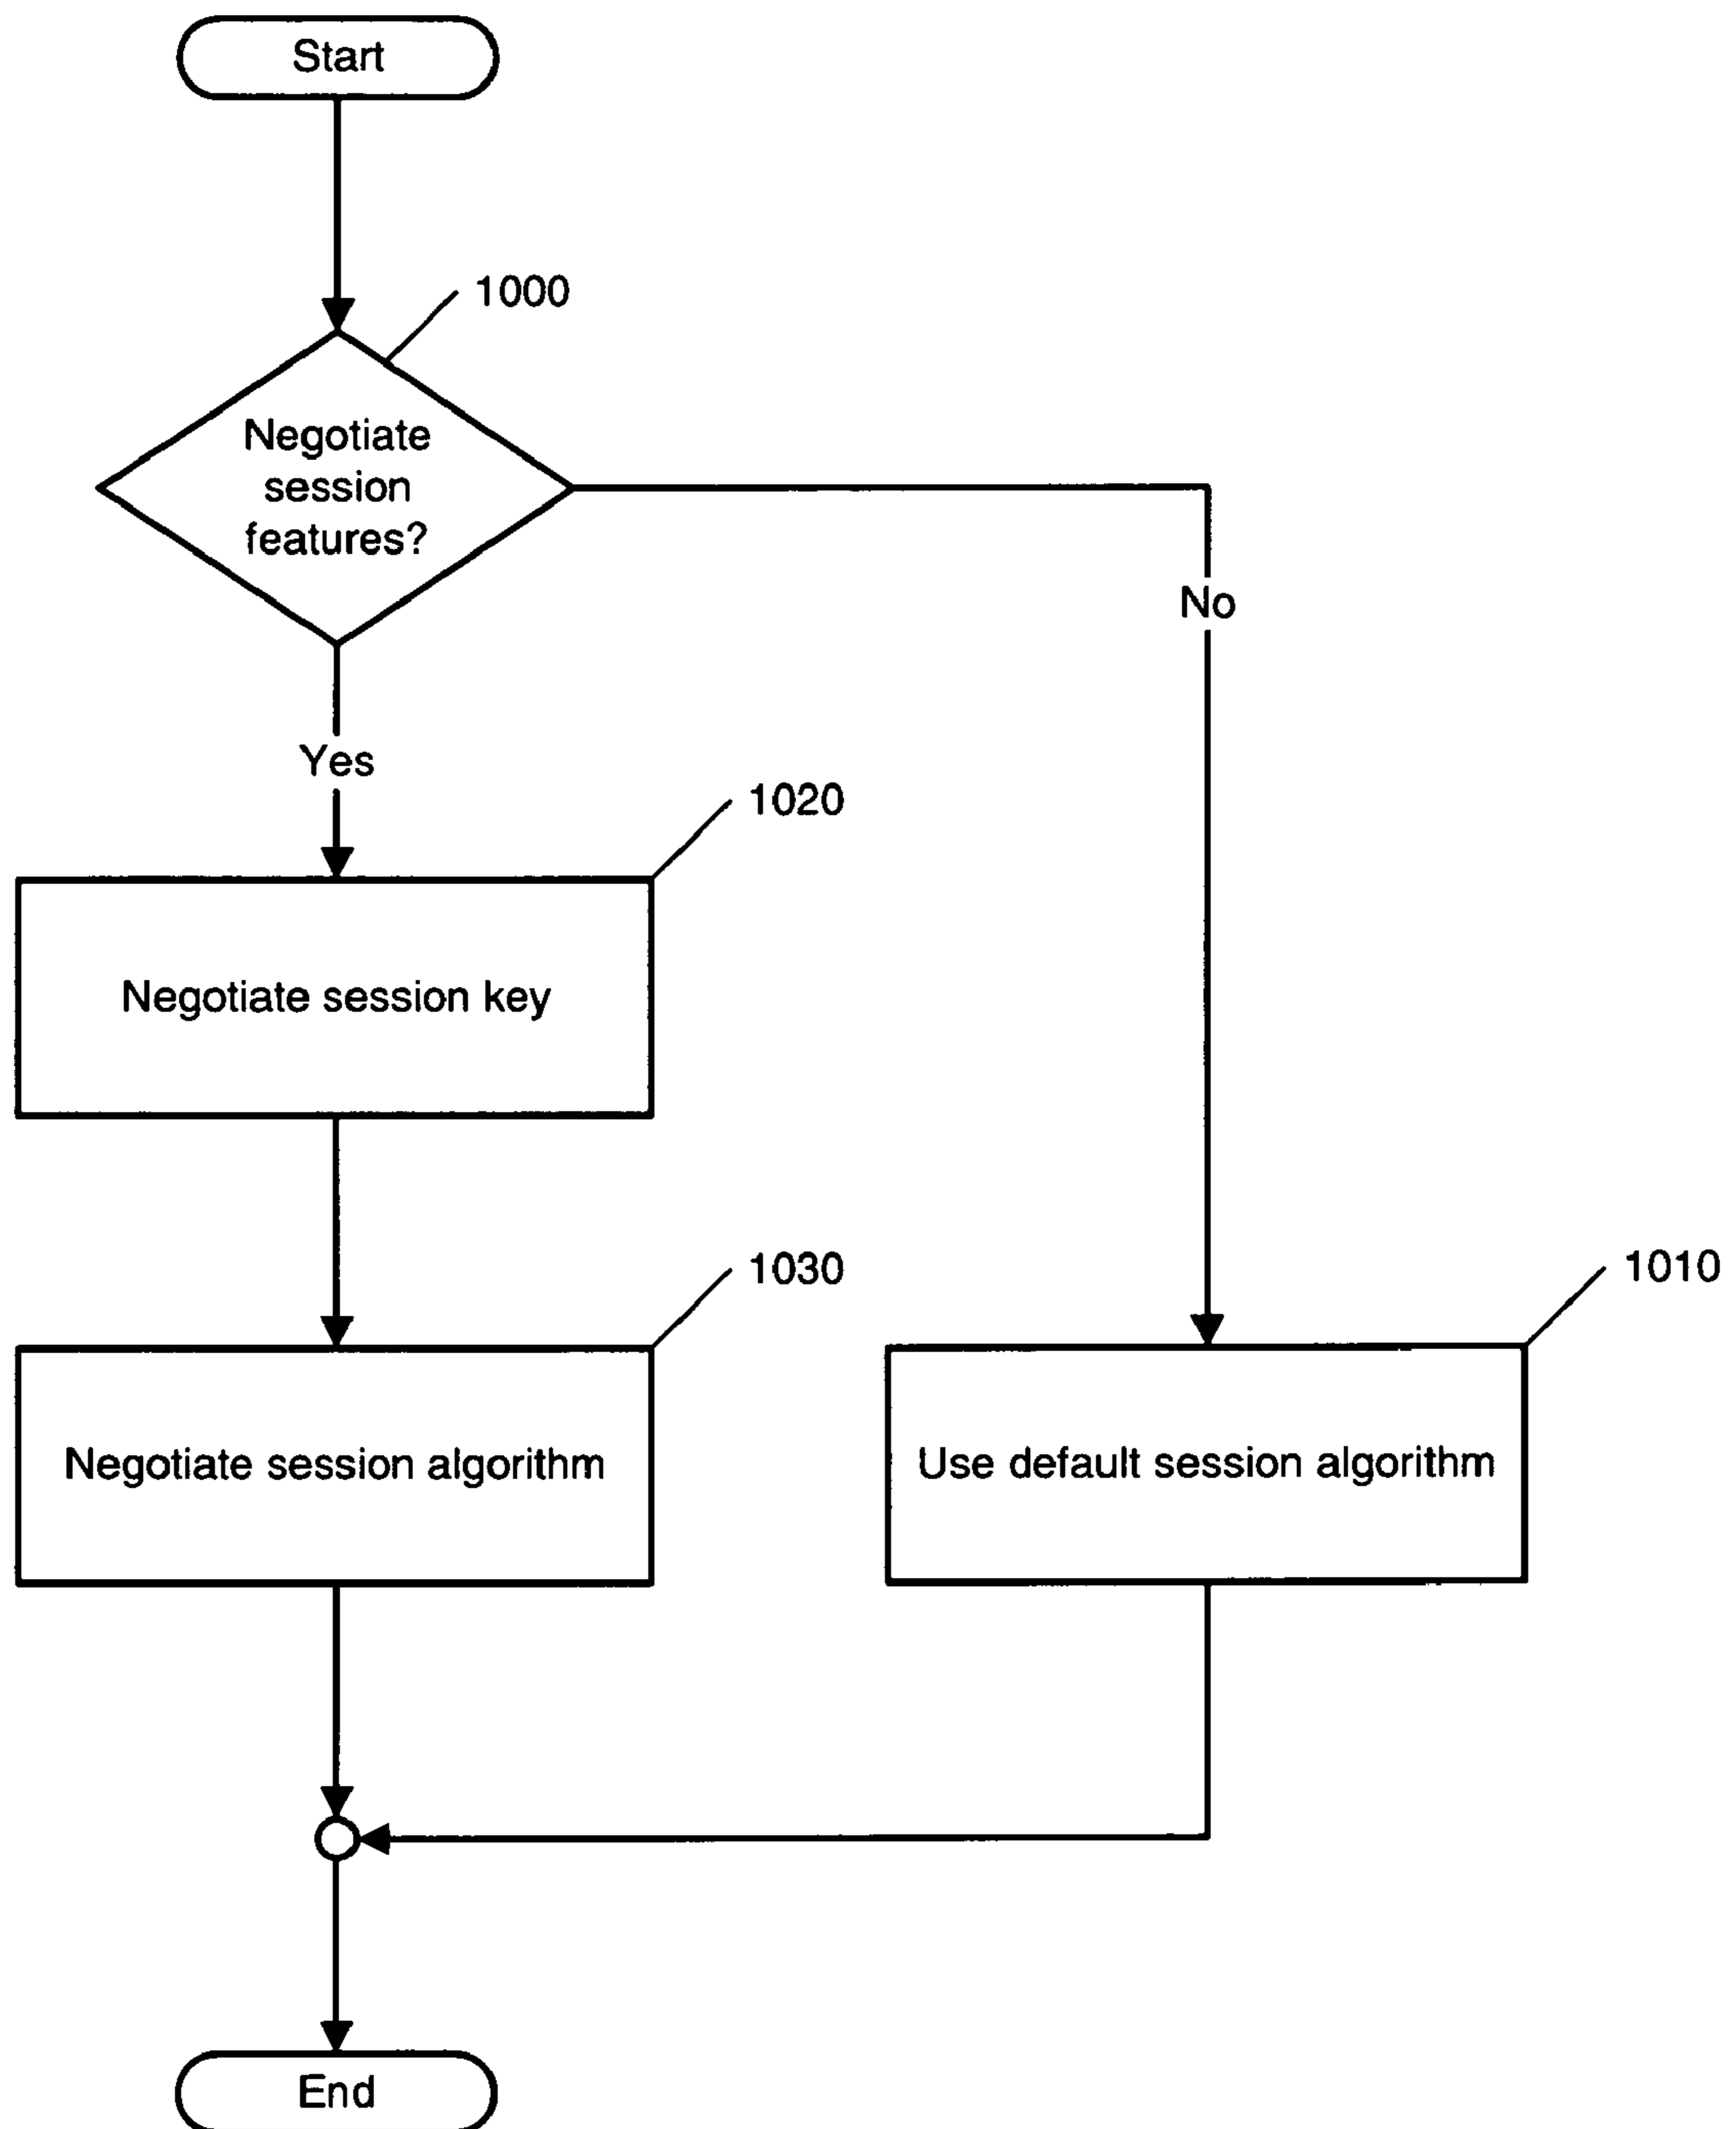 Start
1000
Negotiate
session
features?
No
Yes
1020
Negotiate session key
1030
1010
Negotiate session algorithm
Use default session algorithm
End